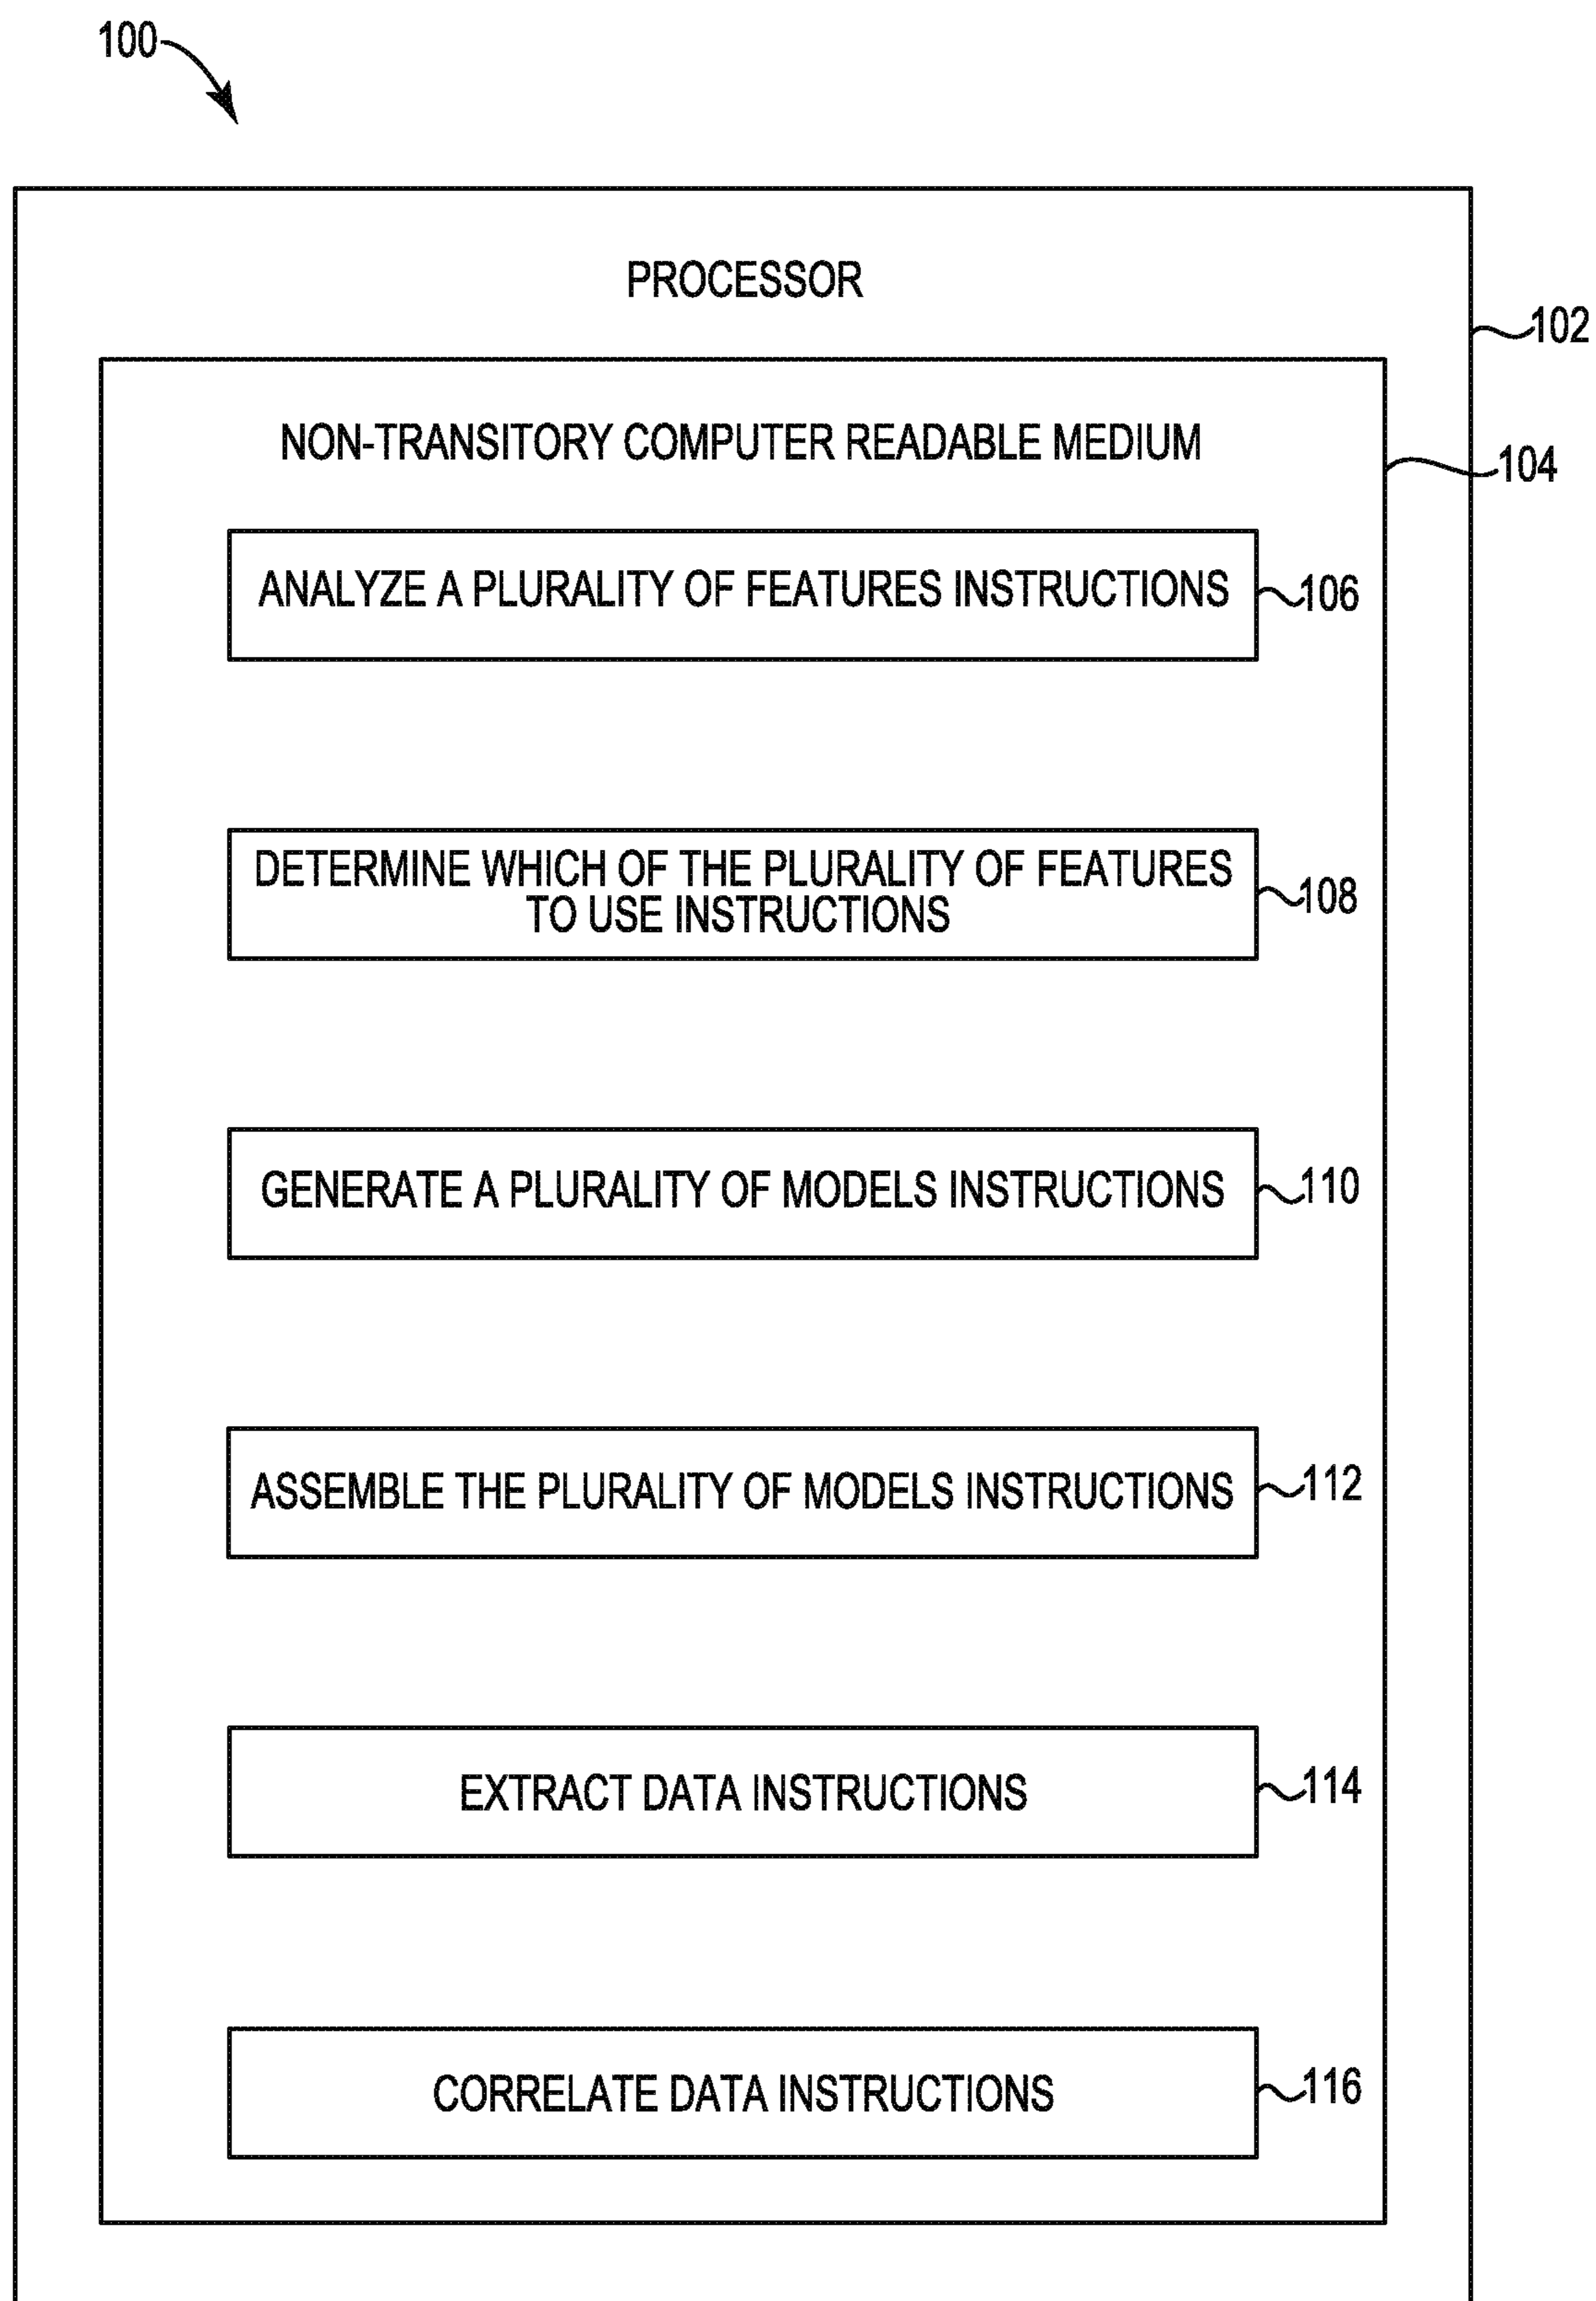 100
PROCESSOR
102
NON-TRANSITORY COMPUTER READABLE MEDIUM
104
ANALYZE A PLURALITY OF FEATURES INSTRUCTIONS
106
DETERMINE WHICH OF THE PLURALITY OF FEATURES
TO USE INSTRUCTIONS
108
GENERATE A PLURALITY OF MODELS INSTRUCTIONS
110
ASSEMBLE THE PLURALITY OF MODELS INSTRUCTIONS
112
EXTRACT DATA INSTRUCTIONS
114
CORRELATE DATA INSTRUCTIONS
116